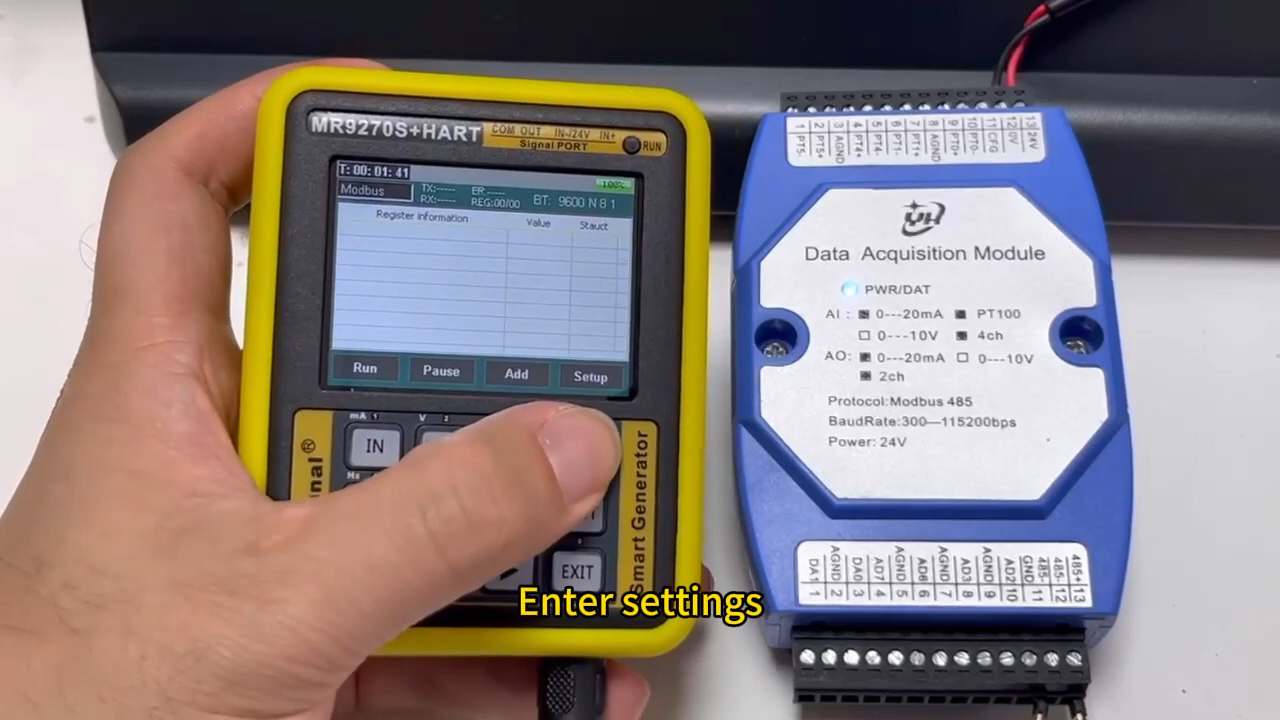 MR9270S+HART
COM OUT IN-/24V IN+
Signal PORT
RUN
T: 00: 01: 41
100%
Modbus
TX:-----
ER:-----
RX:-----
REG:00/00
BT: 9600 N 8 1
Register information
Value
Stauct
Run
Pause
Add
Setup
mA 1
V 2
IN
Hz
EXIT
Smart Generator
Enter settings
1 2 3 4 5 6 7 8 9 10 11 12 13
PT5- PT5+ AGND PT4+ PT4- PT1- PT1+ AGND PT0+ PT0- CFG 0V 24V
YH
Data Acquisition Module
PWR/DAT
AI : 0---20mA PT100
0---10V 4ch
AO: 0---20mA 0---10V
2ch
Protocol:Modbus 485
BaudRate:300—115200bps
Power: 24V
DA1 AGND DA0 AD7 AGND AD6 AGND AD3 AGND AD2 GND 485- 485- 485+
1 2 3 4 5 6 7 8 9 10 11 12 13